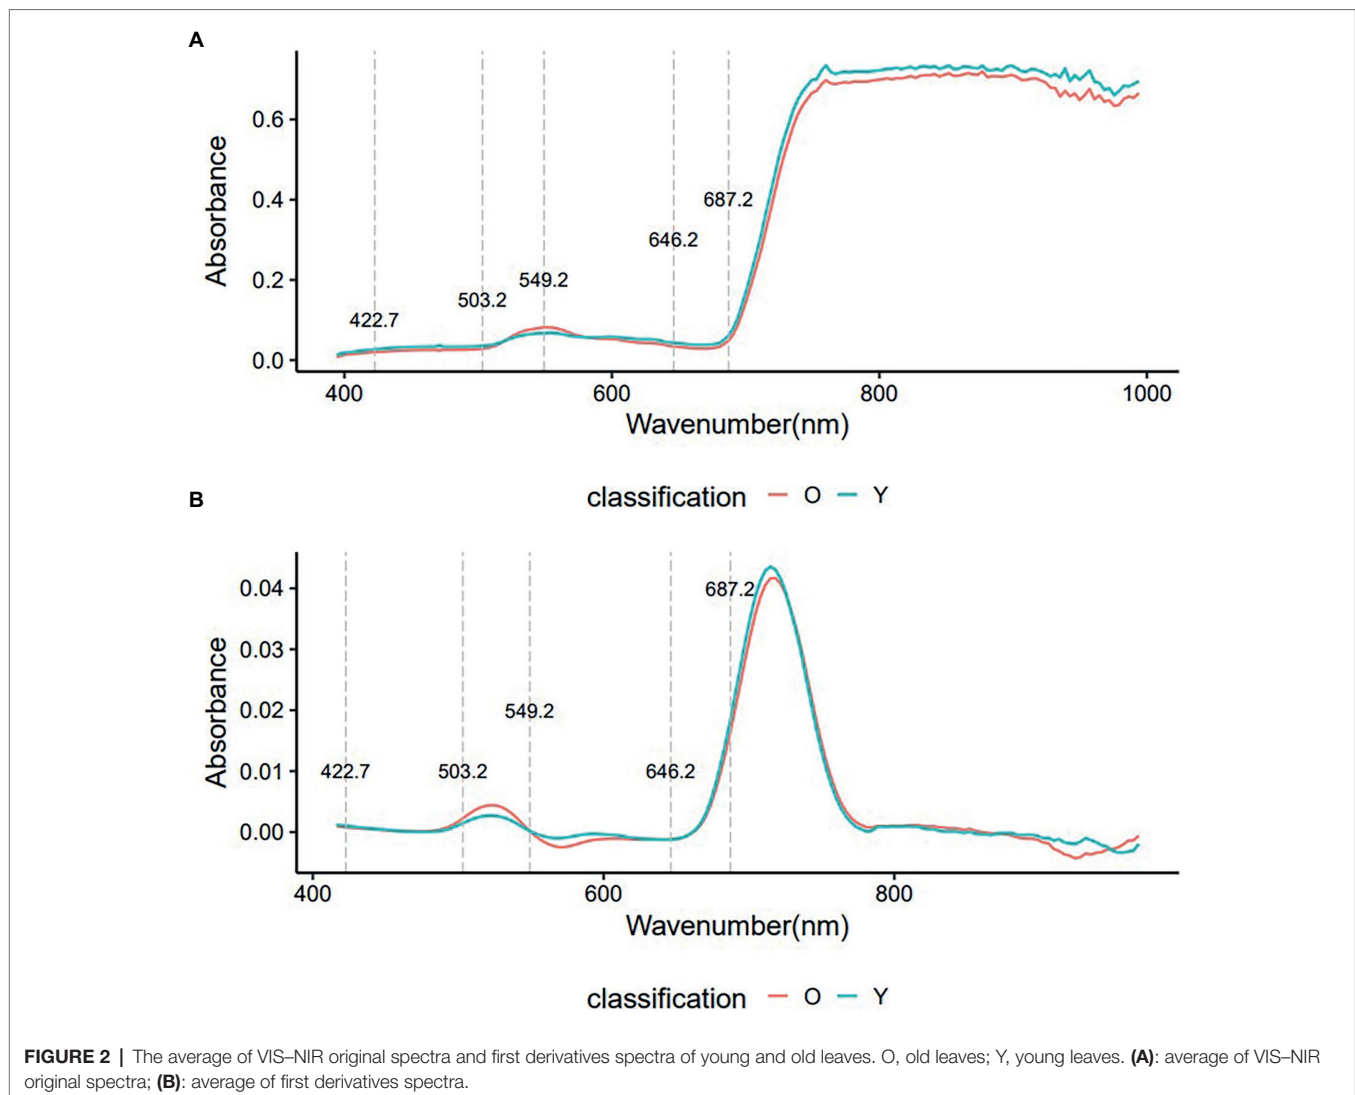 A
0.6
0.4
0.2
0.0
Absorbance
422.7
503.2
549.2
646.2
687.2
400 600 800 1000
Wavenumber(nm)
classification O Y
B
0.04
0.03
0.02
0.01
0.00
Absorbance
422.7
503.2
549.2
646.2
687.2
400 600 800
Wavenumber(nm)
classification O Y
FIGURE 2 | The average of VIS–NIR original spectra and first derivatives spectra of young and old leaves. O, old leaves; Y, young leaves. (A): average of VIS–NIR
original spectra; (B): average of first derivatives spectra.